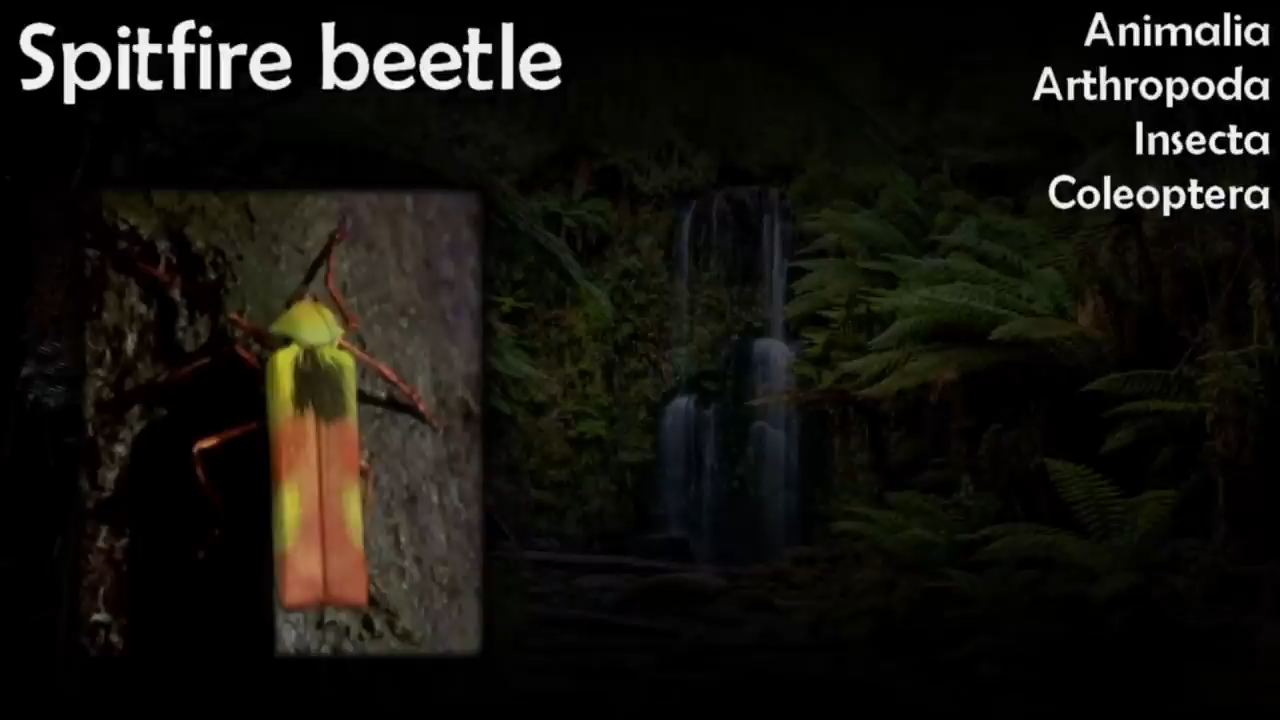 Spitfire beetle
Animalia
Arthropoda
Insecta
Coleoptera